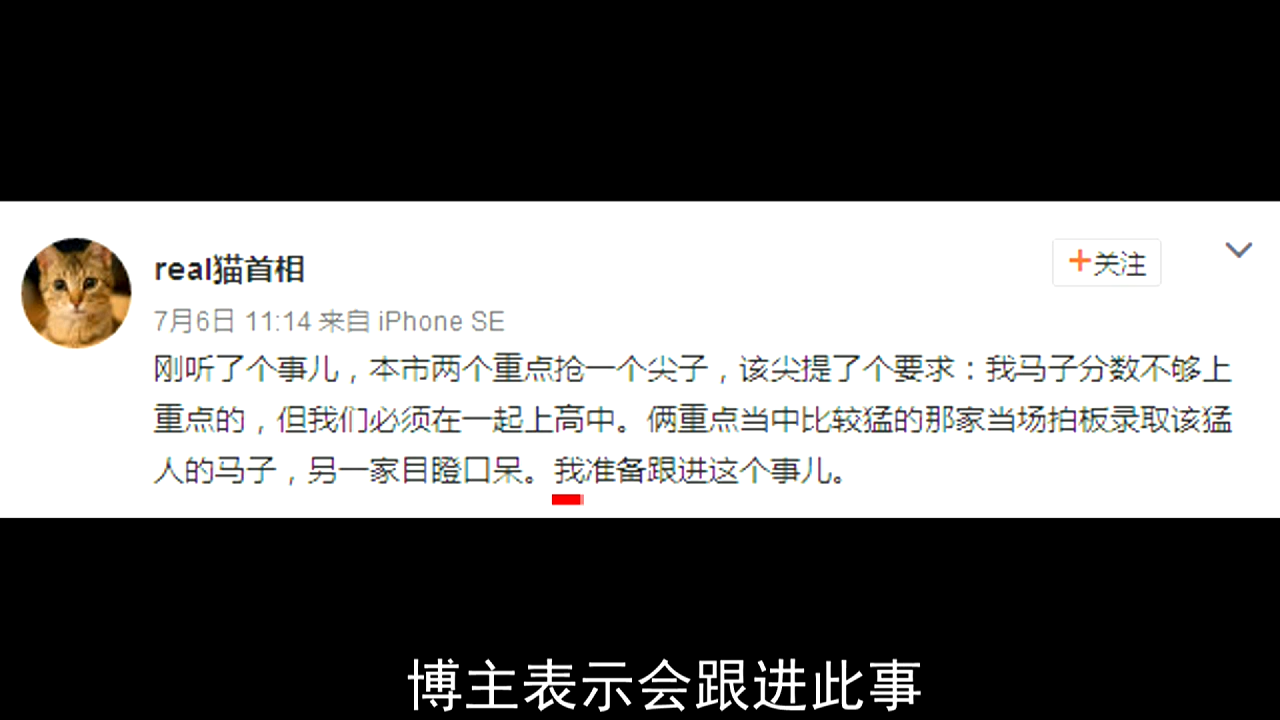 real猫首相
+关注
7月6日 11:14 来自 iPhone SE
刚听了个事儿，本市两个重点抢一个尖子，该尖提了个要求：我马子分数不够上
重点的，但我们必须在一起上高中。俩重点当中比较猛的那家当场拍板录取该猛
人的马子，另一家目瞪口呆。我准备跟进这个事儿。
博主表示会跟进此事